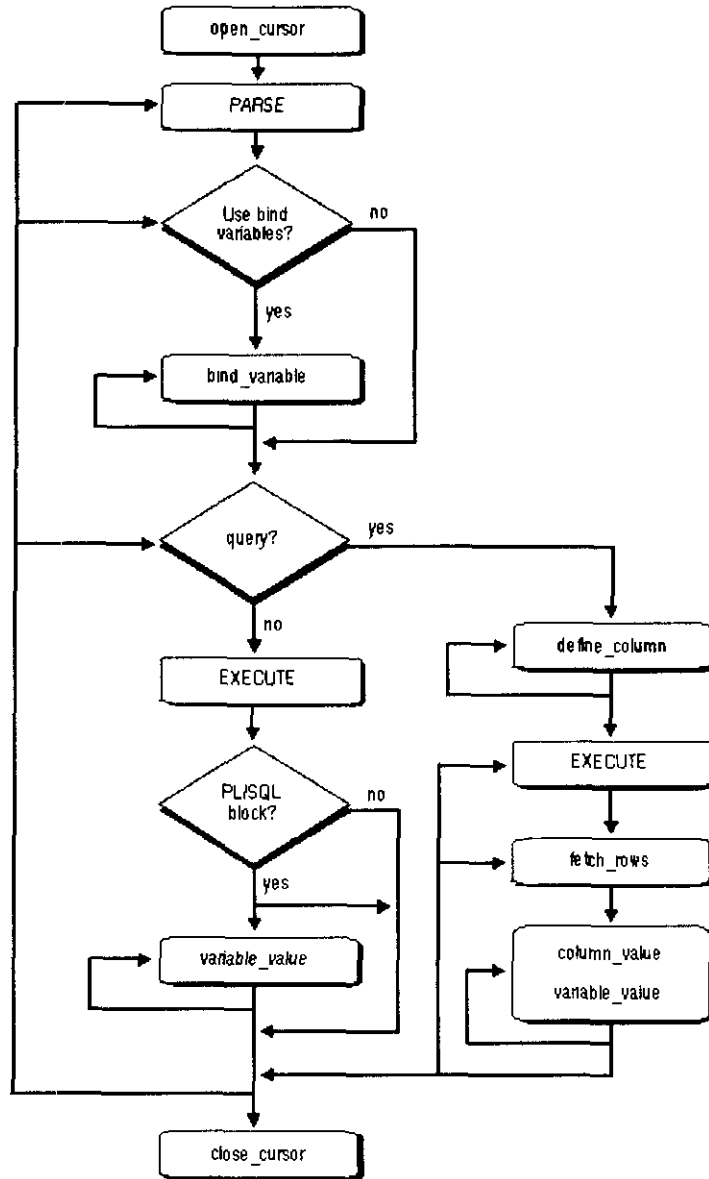 open_cursor
PARSE
Use bind
variables?
no
yes
bind_variable
query?
yes
no
define_column
EXECUTE
EXECUTE
PL/SQL
block?
no
yes
fetch_rows
variable_value
column_value
variable_value
close_cursor